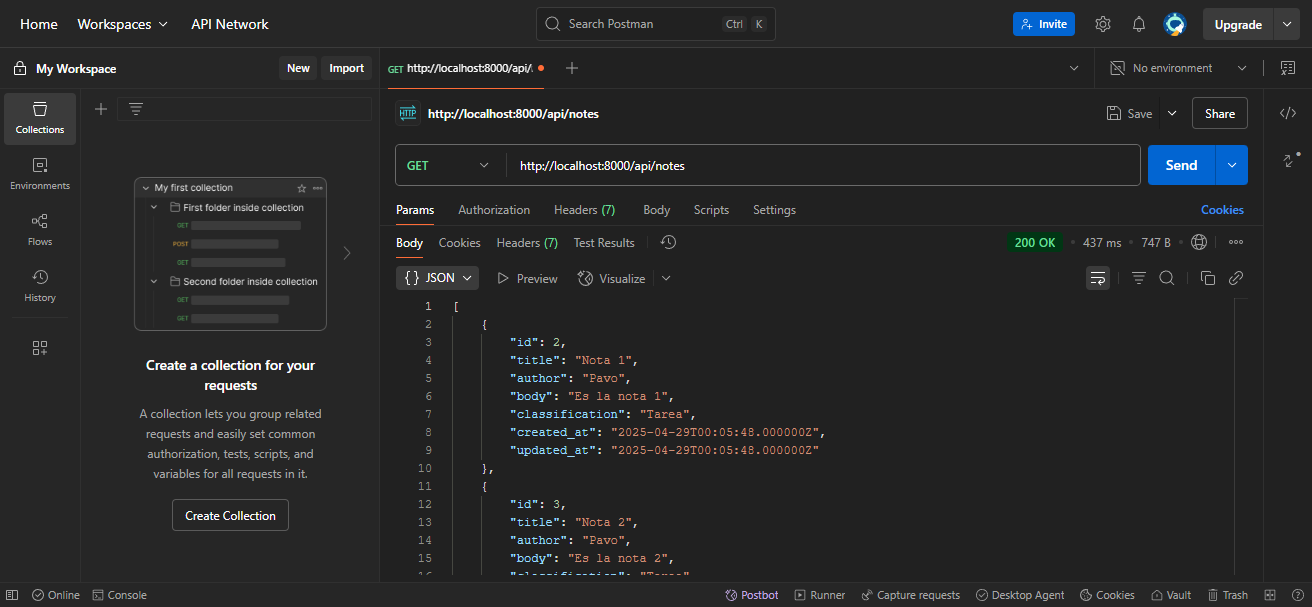 Home Workspaces API Network Search Postman Ctrl K Invite Upgrade
My Workspace New Import GET http://localhost:8000/api/ No environment
Collections
Environments
Flows
History
My first collection
First folder inside collection
GET
POST
GET
Second folder inside collection
GET
GET
Create a collection for your
requests
A collection lets you group related
requests and easily set common
authorization, tests, scripts, and
variables for all requests in it.
Create Collection
HTTP http://localhost:8000/api/notes Save Share
GET http://localhost:8000/api/notes Send
Params Authorization Headers (7) Body Scripts Settings Cookies
Body Cookies Headers (7) Test Results 200 OK 437 ms 747 B
{} JSON Preview Visualize
1 [
2 {
3 "id": 2,
4 "title": "Nota 1",
5 "author": "Pavo",
6 "body": "Es la nota 1",
7 "classification": "Tarea",
8 "created_at": "2025-04-29T00:05:48.000000Z",
9 "updated_at": "2025-04-29T00:05:48.000000Z"
10 },
11 {
12 "id": 3,
13 "title": "Nota 2",
14 "author": "Pavo",
15 "body": "Es la nota 2",
16 "classification": "Tarea"
Online Console Postbot Runner Capture requests Desktop Agent Cookies Vault Trash